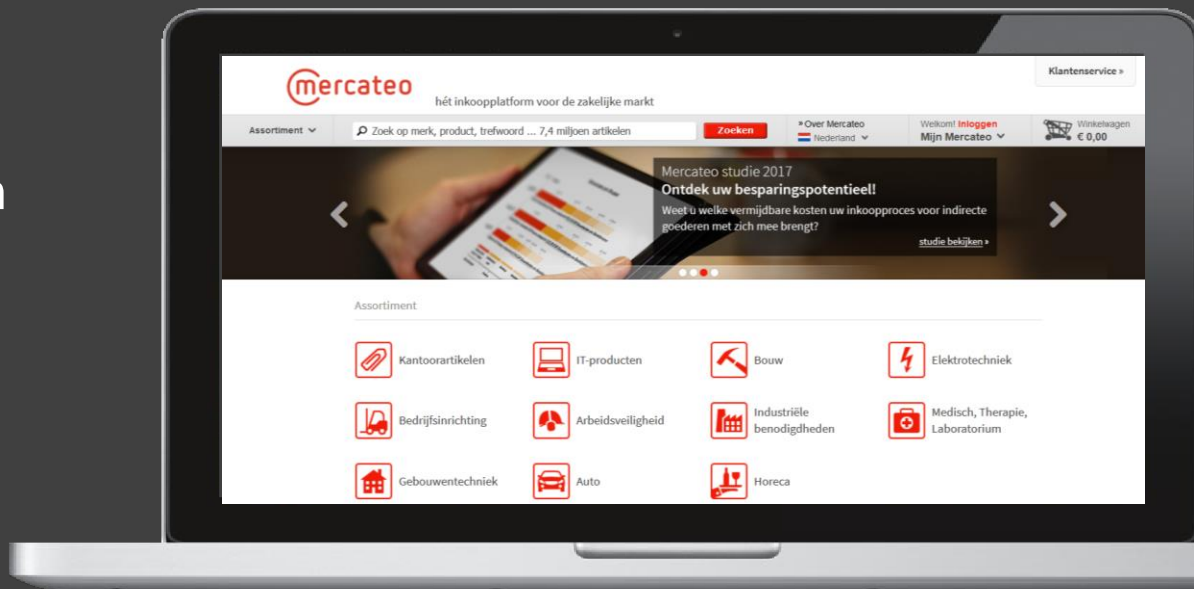 n
mercateo
hét inkoopplatform voor de zakelijke markt
Klantenservice »
Assortiment
Zoek op merk, product, trefwoord ... 7,4 miljoen artikelen
Zoeken
» Over Mercateo
Nederland
Welkom! Inloggen
Mijn Mercateo
Winkelwagen
€ 0,00
Mercateo studie 2017
Ontdek uw besparingspotentieel!
Weet u welke vermijdbare kosten uw inkoopproces voor indirecte
goederen met zich mee brengt?
studie bekijken »
Assortiment
Kantoorartikelen
IT-producten
Bouw
Elektrotechniek
Bedrijfsinrichting
Arbeidsveiligheid
Industriële
benodigdheden
Medisch, Therapie,
Laboratorium
Gebouwentechniek
Auto
Horeca